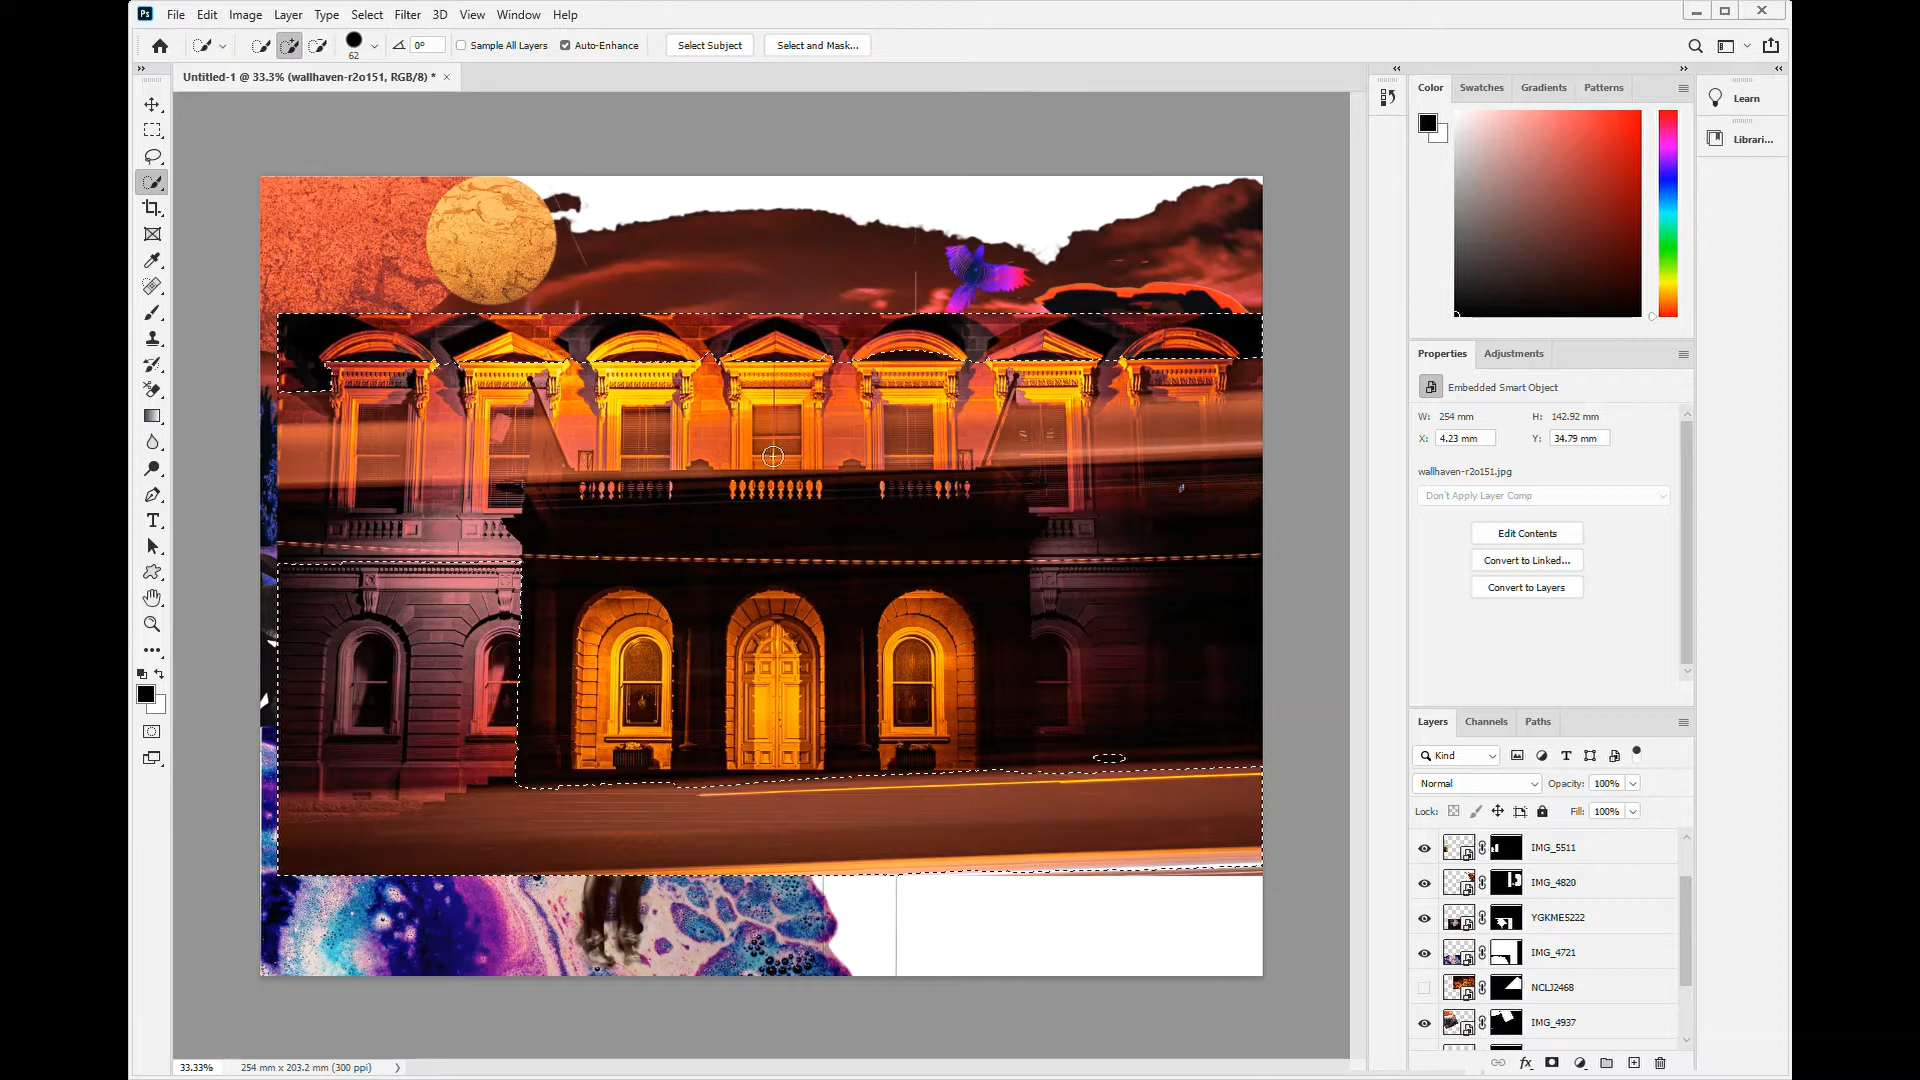 Ps File Edit Image Layer Type Select Filter 3D View Window Help
62 0° Sample All Layers Auto-Enhance Select Subject Select and Mask...
Untitled-1 @ 33.3% (wallhaven-r2o151, RGB/8) * ×
Color Swatches Gradients Patterns
Learn
Librari...
Properties Adjustments
Embedded Smart Object
W: 254 mm H: 142.92 mm
X: 4.23 mm Y: 34.79 mm
wallhaven-r2o151.jpg
Don't Apply Layer Comp
Edit Contents
Convert to Linked...
Convert to Layers
Layers Channels Paths
Kind
Normal Opacity: 100%
Lock: Fill: 100%
IMG_5511
IMG_4820
YGKME5222
IMG_4721
NCLJ2468
IMG_4937
33.33% 254 mm x 203.2 mm (300 ppi)